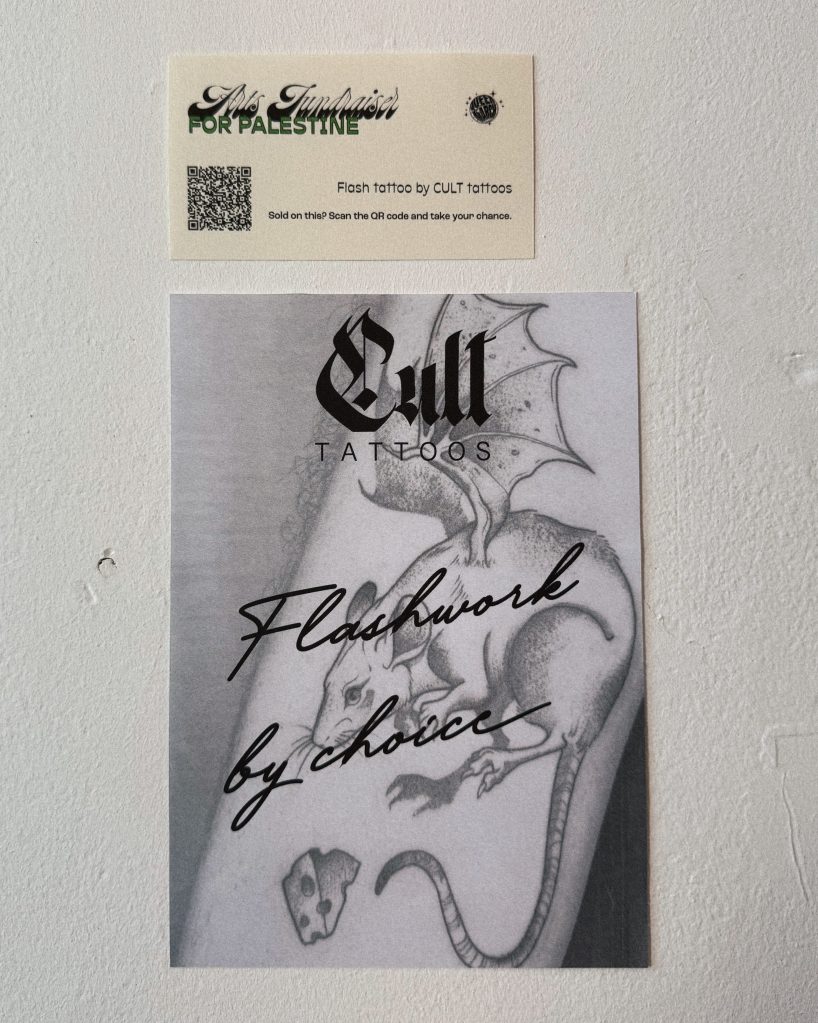 Arts Fundraiser
FOR PALESTINE
Flash tattoo by CULT tattoos
Sold on this? Scan the QR code and take your chance.
Cult
TATTOOS
Flashwork
by choice